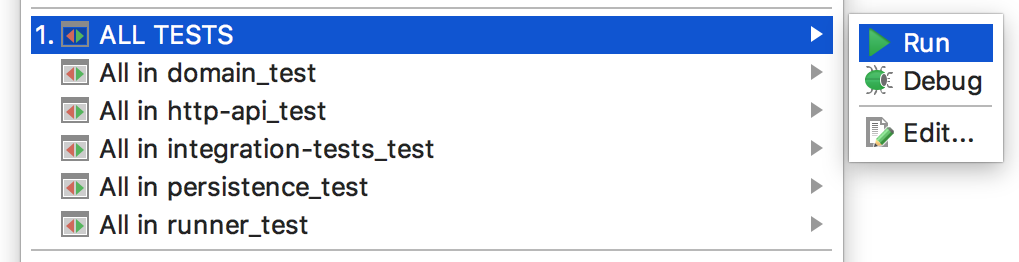 1. ALL TESTS
All in domain_test
All in http-api_test
All in integration-tests_test
All in persistence_test
All in runner_test
Run
Debug
Edit...